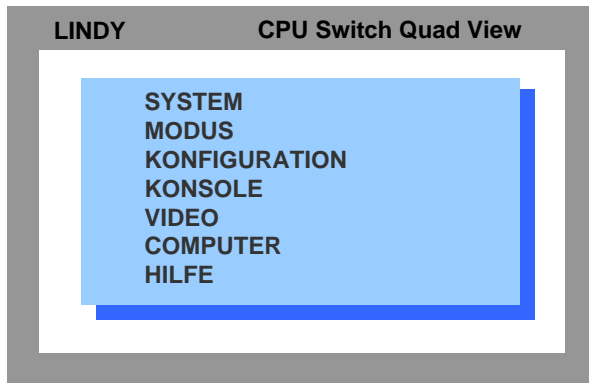 LINDY CPU Switch Quad View
SYSTEM
MODUS
KONFIGURATION
KONSOLE
VIDEO
COMPUTER
HILFE